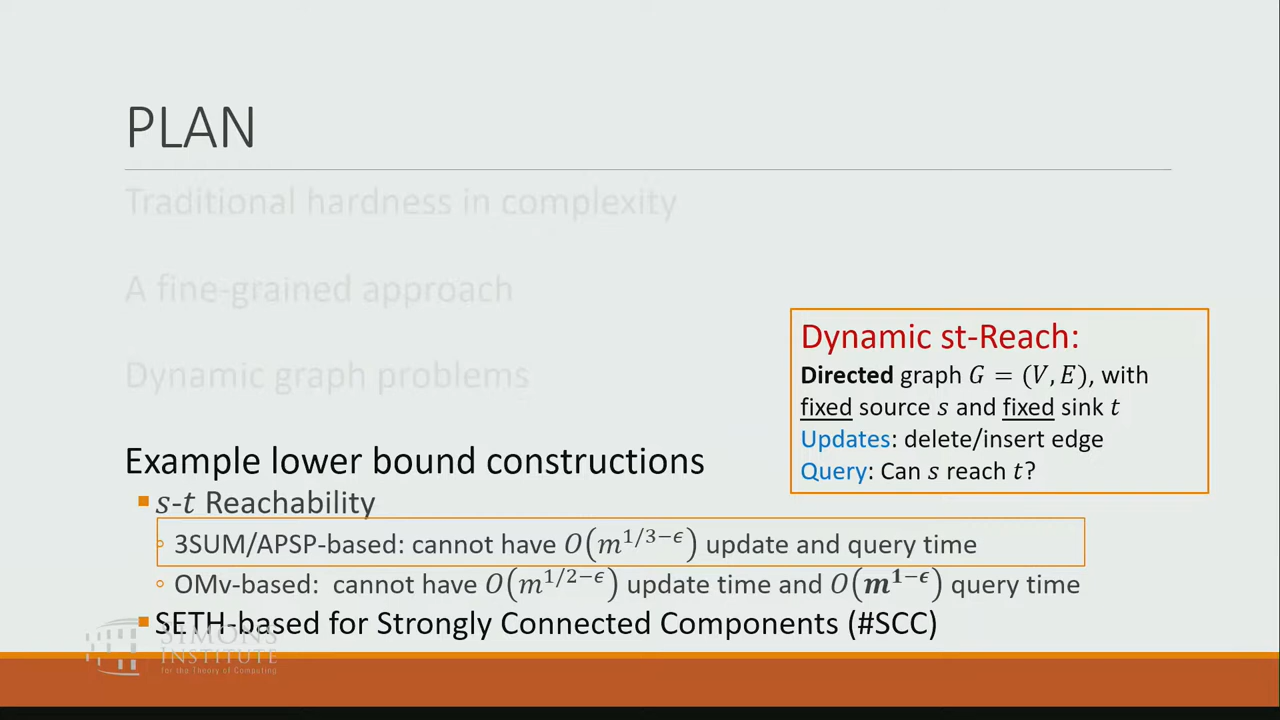 PLAN
Traditional hardness in complexity
A fine-grained approach
Dynamic graph problems
Dynamic st-Reach:
Directed graph G = (V, E), with
fixed source s and fixed sink t
Updates: delete/insert edge
Query: Can s reach t?
Example lower bound constructions
▪ s-t Reachability
◦ 3SUM/APSP-based: cannot have O(m^{1/3-ϵ}) update and query time
◦ OMv-based: cannot have O(m^{1/2-ϵ}) update time and O(m^{1-ϵ}) query time
▪ SETH-based for Strongly Connected Components (#SCC)
SIMONS
INSTITUTE
for the Theory of Computing